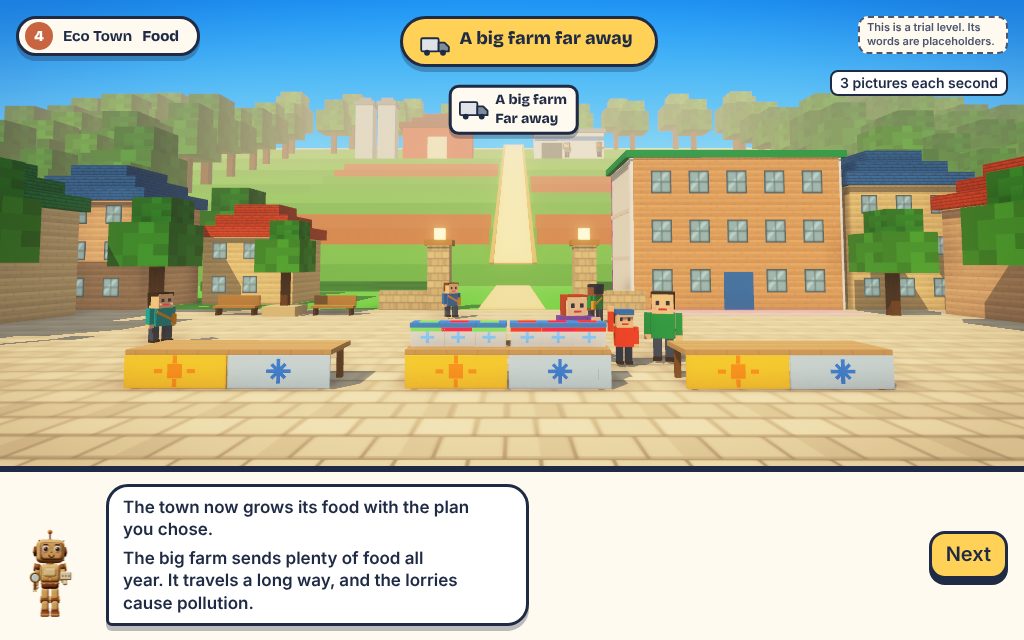 4 Eco Town Food
A big farm far away
This is a trial level. Its
words are placeholders.
3 pictures each second
A big farm
Far away
The town now grows its food with the plan
you chose.
The big farm sends plenty of food all
year. It travels a long way, and the lorries
cause pollution.
Next